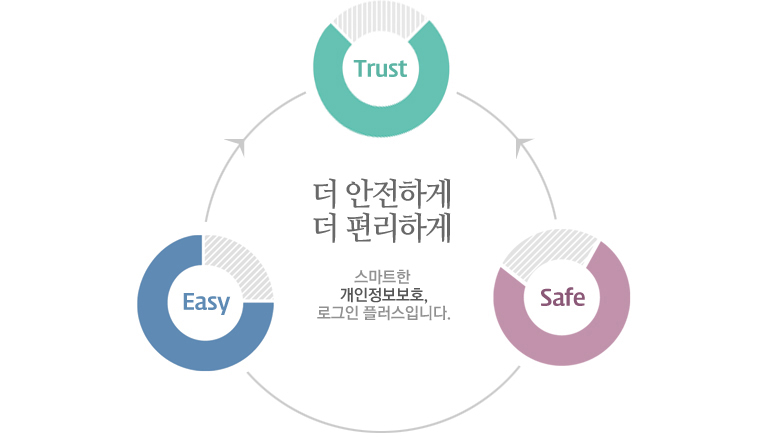 Trust
더 안전하게
더 편리하게
Easy
스마트한
개인정보보호,
로그인 플러스입니다.
Safe